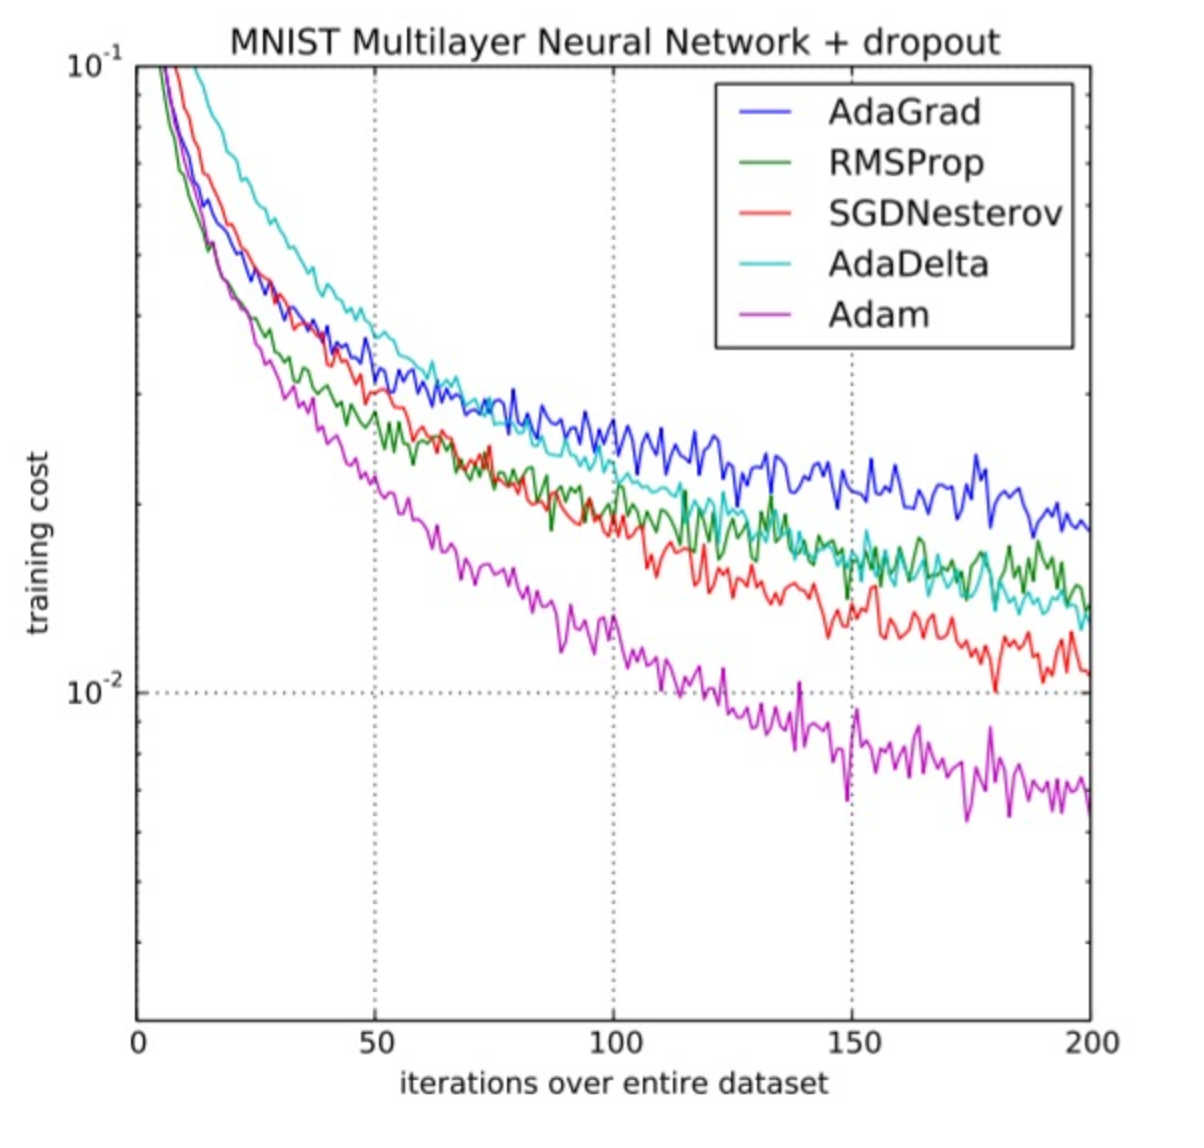 MNIST Multilayer Neural Network + dropout
10-1
AdaGrad
RMSProp
SGDNesterov
AdaDelta
Adam
training cost
10-2
0 50 100 150 200
iterations over entire dataset